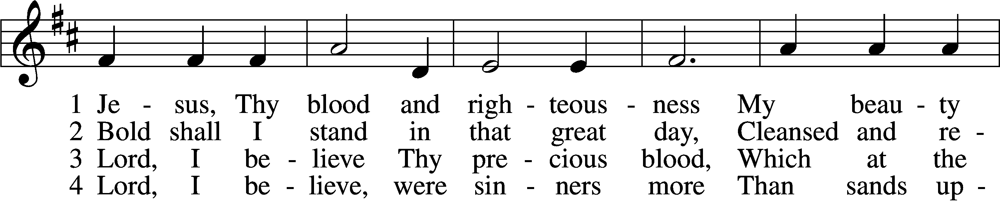 1 Je - sus, Thy blood and righ - teous - ness My beau - ty
2 Bold shall I stand in that great day, Cleansed and re -
3 Lord, I be - lieve Thy pre - cious blood, Which at the
4 Lord, I be - lieve, were sin - ners more Than sands up -